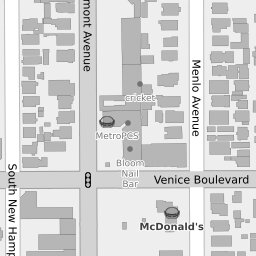 mont Avenue
Menlo Avenue
cricket
MetroPCS
Bloom
Nail
Bar
Venice Boulevard
South New Hamp
McDonald's